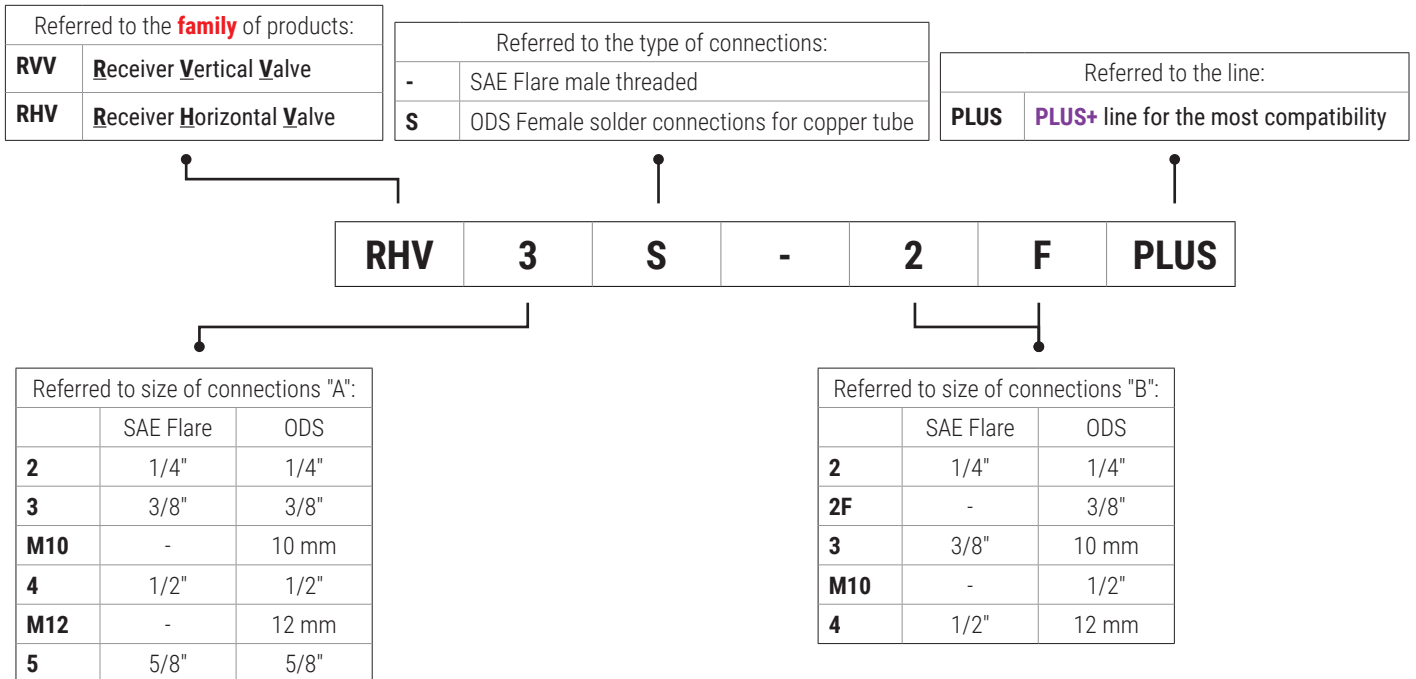 Referred to the family of products:
RVV Receiver Vertical Valve
RHV Receiver Horizontal Valve
Referred to the type of connections:
- SAE Flare male threaded
S ODS Female solder connections for copper tube
Referred to the line:
PLUS PLUS+ line for the most compatibility
RHV 3 S - 2 F PLUS
Referred to size of connections "A":
SAE Flare ODS
2 1/4" 1/4"
3 3/8" 3/8"
M10 - 10 mm
4 1/2" 1/2"
M12 - 12 mm
5 5/8" 5/8"
Referred to size of connections "B":
SAE Flare ODS
2 1/4" 1/4"
2F - 3/8"
3 3/8" 10 mm
M10 - 1/2"
4 1/2" 12 mm